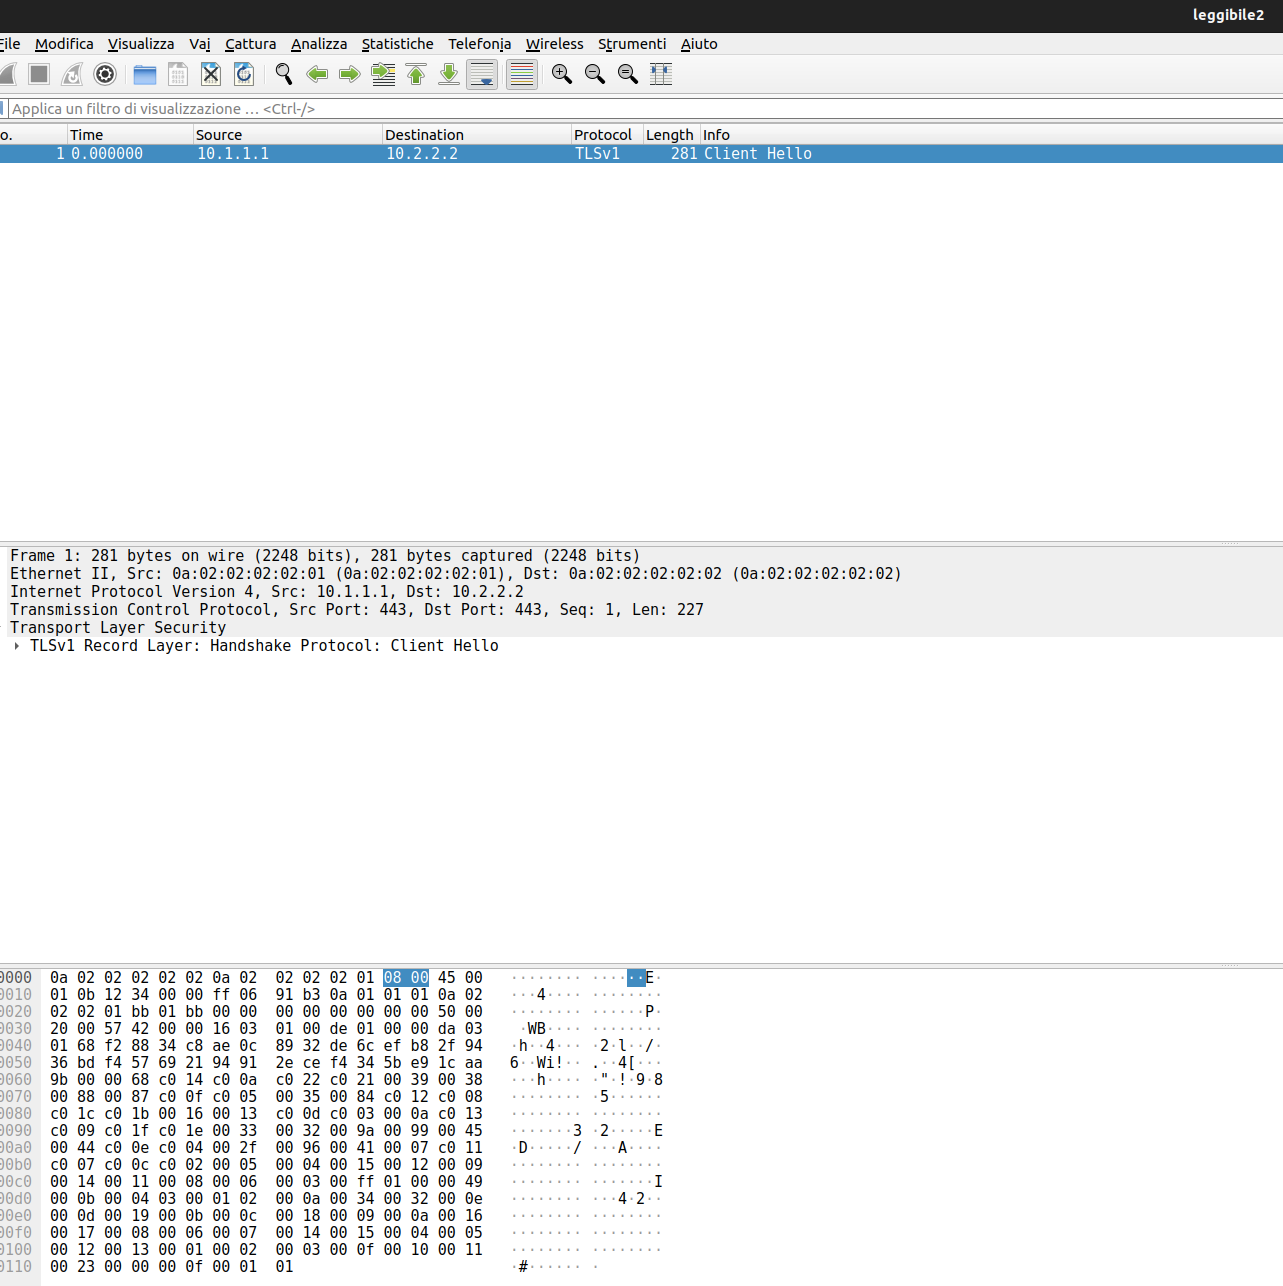 leggibile2
File Modifica Visualizza Vai Cattura Analizza Statistiche Telefonia Wireless Strumenti Aiuto
Applica un filtro di visualizzazione … <Ctrl-/>
o. Time Source Destination Protocol Length Info
1 0.000000 10.1.1.1 10.2.2.2 TLSv1 281 Client Hello
Frame 1: 281 bytes on wire (2248 bits), 281 bytes captured (2248 bits)
Ethernet II, Src: 0a:02:02:02:02:01 (0a:02:02:02:02:01), Dst: 0a:02:02:02:02:02 (0a:02:02:02:02:02)
Internet Protocol Version 4, Src: 10.1.1.1, Dst: 10.2.2.2
Transmission Control Protocol, Src Port: 443, Dst Port: 443, Seq: 1, Len: 227
Transport Layer Security
TLSv1 Record Layer: Handshake Protocol: Client Hello
0000 0a 02 02 02 02 02 0a 02 02 02 02 01 08 00 45 00 ········ ······E·
0010 01 0b 12 34 00 00 ff 06 91 b3 0a 01 01 01 0a 02 ···4···· ········
0020 02 02 01 bb 01 bb 00 00 00 00 00 00 00 00 50 00 ········ ······P·
0030 20 00 57 42 00 00 16 03 01 00 de 01 00 00 da 03 ·WB···· ········
0040 01 68 f2 88 34 c8 ae 0c 89 32 de 6c ef b8 2f 94 ·h··4··· ·2·l··/·
0050 36 bd f4 57 69 21 94 91 2e ce f4 34 5b e9 1c aa 6··Wi!·· .··4[···
0060 9b 00 00 68 c0 14 c0 0a c0 22 c0 21 00 39 00 38 ···h···· ·"·!·9·8
0070 00 88 00 87 c0 0f c0 05 00 35 00 84 c0 12 c0 08 ········ ·5······
0080 c0 1c c0 1b 00 16 00 13 c0 0d c0 03 00 0a c0 13 ········ ········
0090 c0 09 c0 1f c0 1e 00 33 00 32 00 9a 00 99 00 45 ·······3 ·2·····E
00a0 00 44 c0 0e c0 04 00 2f 00 96 00 41 00 07 c0 11 ·D·····/ ···A····
00b0 c0 07 c0 0c c0 02 00 05 00 04 00 15 00 12 00 09 ········ ········
00c0 00 14 00 11 00 08 00 06 00 03 00 ff 01 00 00 49 ········ ·······I
00d0 00 0b 00 04 03 00 01 02 00 0a 00 34 00 32 00 0e ········ ···4·2··
00e0 00 0d 00 19 00 0b 00 0c 00 18 00 09 00 0a 00 16 ········ ········
00f0 00 17 00 08 00 06 00 07 00 14 00 15 00 04 00 05 ········ ········
0100 00 12 00 13 00 01 00 02 00 03 00 0f 00 10 00 11 ········ ········
0110 00 23 00 00 00 0f 00 01 01 ·#······ ·